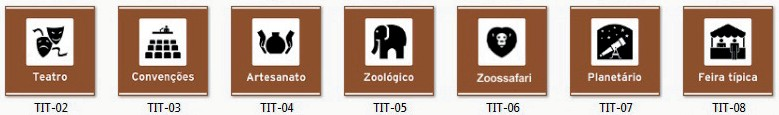 Teatro Convenções Artesanato Zoológico Zoossafari Planetário Feira típica
TIT-02 TIT-03 TIT-04 TIT-05 TIT-06 TIT-07 TIT-08